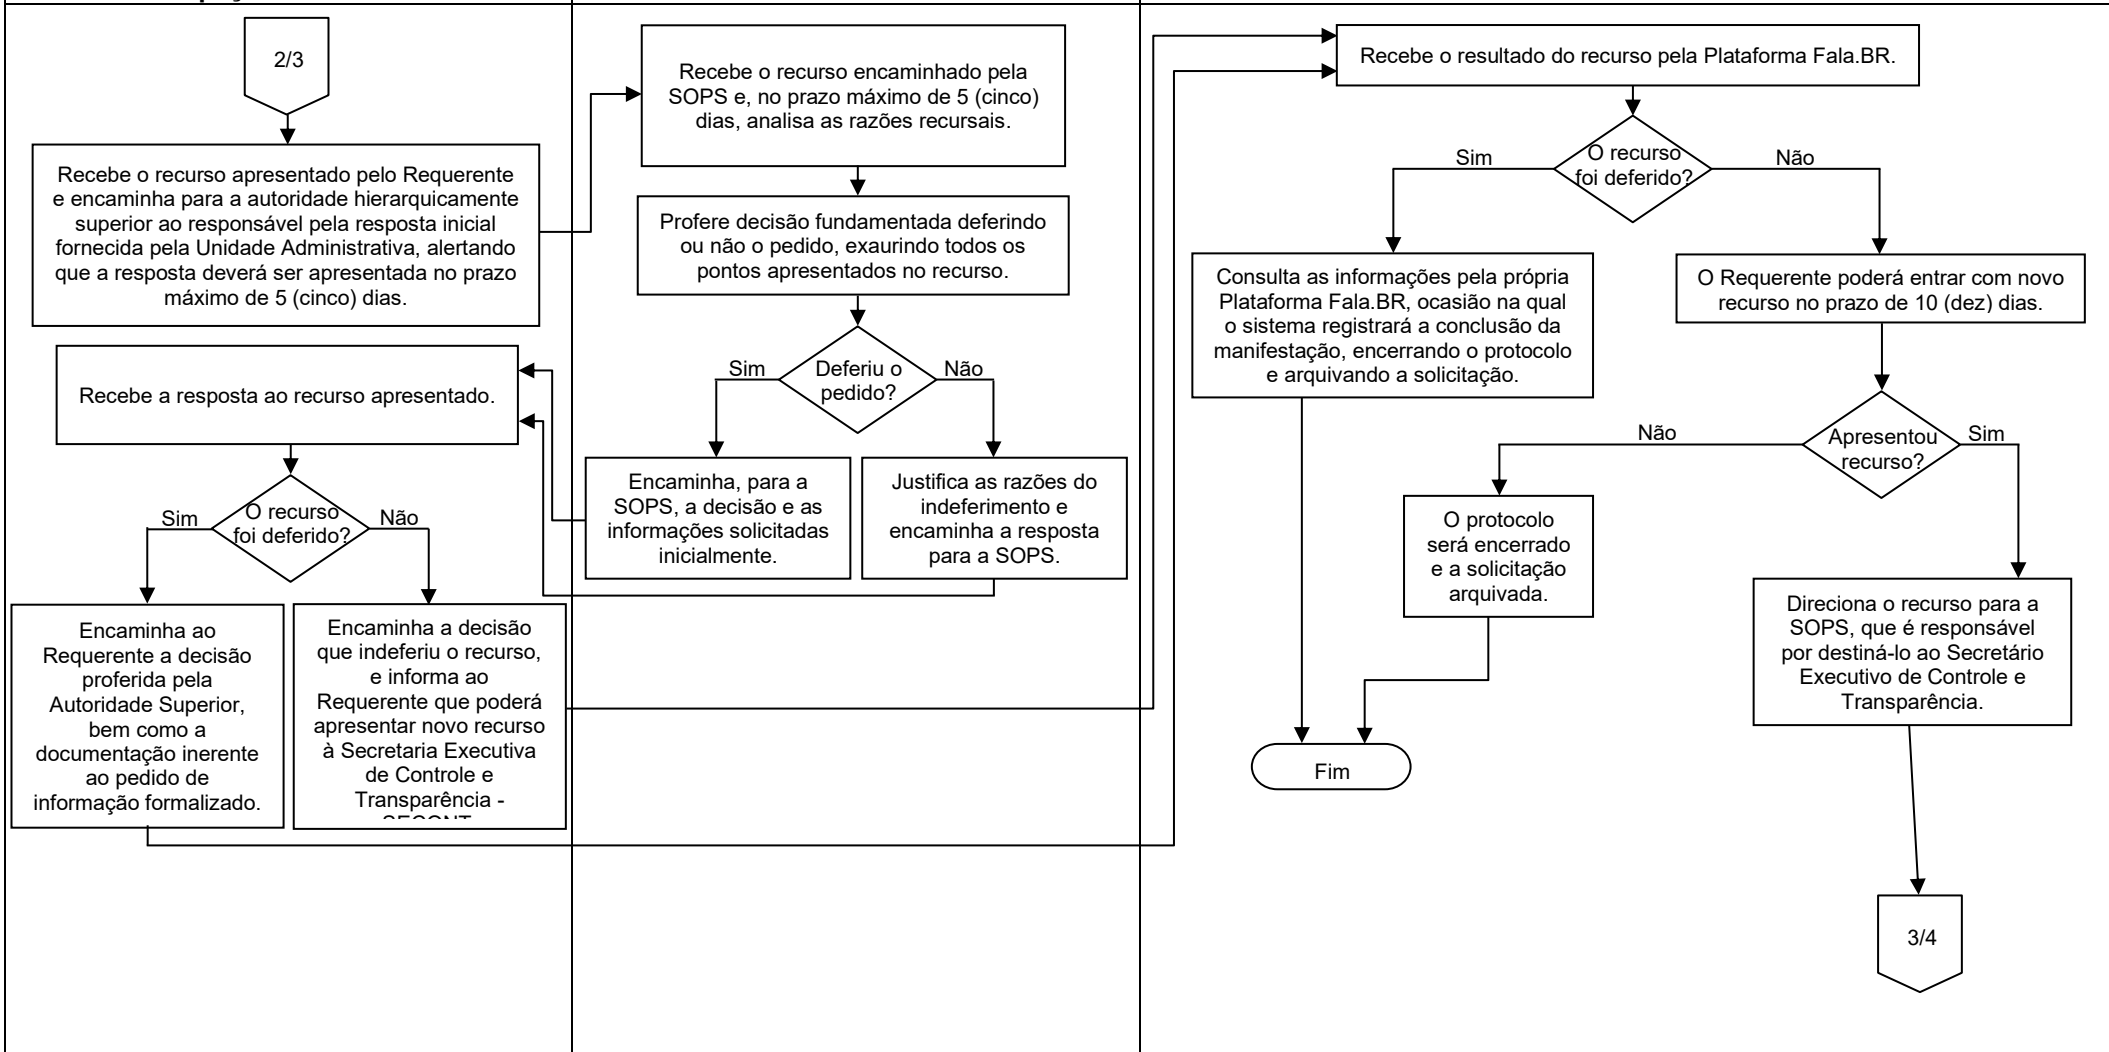 2/3
Recebe o recurso apresentado pelo Requerente
e encaminha para a autoridade hierarquicamente
superior ao responsável pela resposta inicial
fornecida pela Unidade Administrativa, alertando
que a resposta deverá ser apresentada no prazo
máximo de 5 (cinco) dias.
Recebe a resposta ao recurso apresentado.
O recurso
foi deferido?
Sim
Não
Encaminha ao
Requerente a decisão
proferida pela
Autoridade Superior,
bem como a
documentação inerente
ao pedido de
informação formalizado.
Encaminha a decisão
que indeferiu o recurso,
e informa ao
Requerente que poderá
apresentar novo recurso
à Secretaria Executiva
de Controle e
Transparência -
Recebe o recurso encaminhado pela
SOPS e, no prazo máximo de 5 (cinco)
dias, analisa as razões recursais.
Profere decisão fundamentada deferindo
ou não o pedido, exaurindo todos os
pontos apresentados no recurso.
Deferiu o
pedido?
Sim
Não
Encaminha, para a
SOPS, a decisão e as
informações solicitadas
inicialmente.
Justifica as razões do
indeferimento e
encaminha a resposta
para a SOPS.
Recebe o resultado do recurso pela Plataforma Fala.BR.
O recurso
foi deferido?
Sim
Não
Consulta as informações pela própria
Plataforma Fala.BR, ocasião na qual
o sistema registrará a conclusão da
manifestação, encerrando o protocolo
e arquivando a solicitação.
O Requerente poderá entrar com novo
recurso no prazo de 10 (dez) dias.
Apresentou
recurso?
Não
Sim
O protocolo
será encerrado
e a solicitação
arquivada.
Direciona o recurso para a
SOPS, que é responsável
por destiná-lo ao Secretário
Executivo de Controle e
Transparência.
Fim
3/4